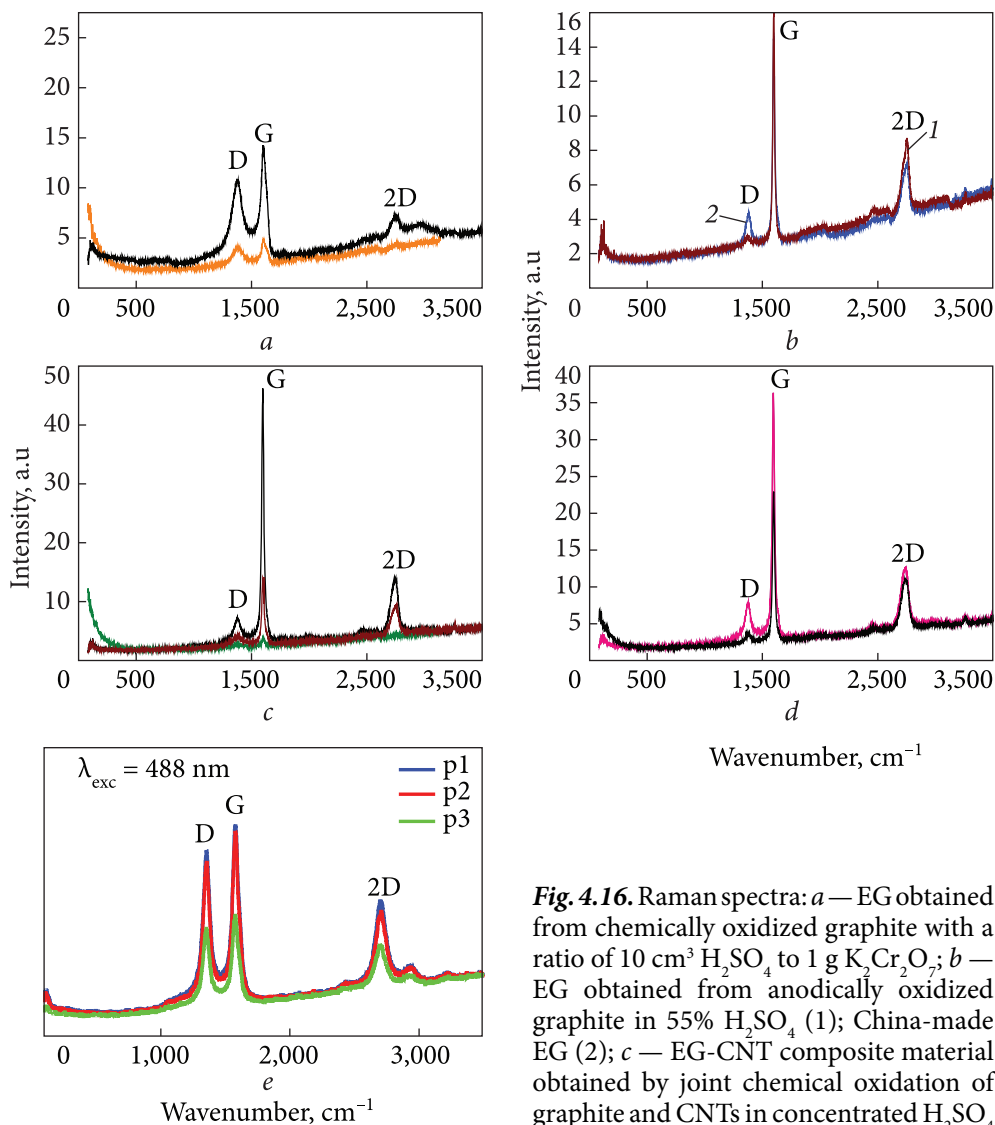 25
20
15
10
5
D
G
2D
0 500 1,500 2,500 3,500
a
16
14
12
10
8
6
4
2
G
2D
1
D
2
0 500 1,500 2,500 3,500
b
Intensity, a.u
50
40
30
20
10
G
D
2D
0 500 1,500 2,500 3,500
c
Intensity, a.u
40
35
30
25
20
15
10
5
G
D
2D
0 500 1,500 2,500 3,500
d
Wavenumber, cm⁻¹
λexc = 488 nm
p1
p2
p3
D
G
2D
0 1,000 2,000 3,000
e
Wavenumber, cm⁻¹
Fig. 4.16. Raman spectra: a — EG obtained
from chemically oxidized graphite with a
ratio of 10 cm³ H₂SO₄ to 1 g K₂Cr₂O₇; b —
EG obtained from anodically oxidized
graphite in 55% H₂SO₄ (1); China-made
EG (2); c — EG-CNT composite material
obtained by joint chemical oxidation of
graphite and CNTs in concentrated H₂SO₄